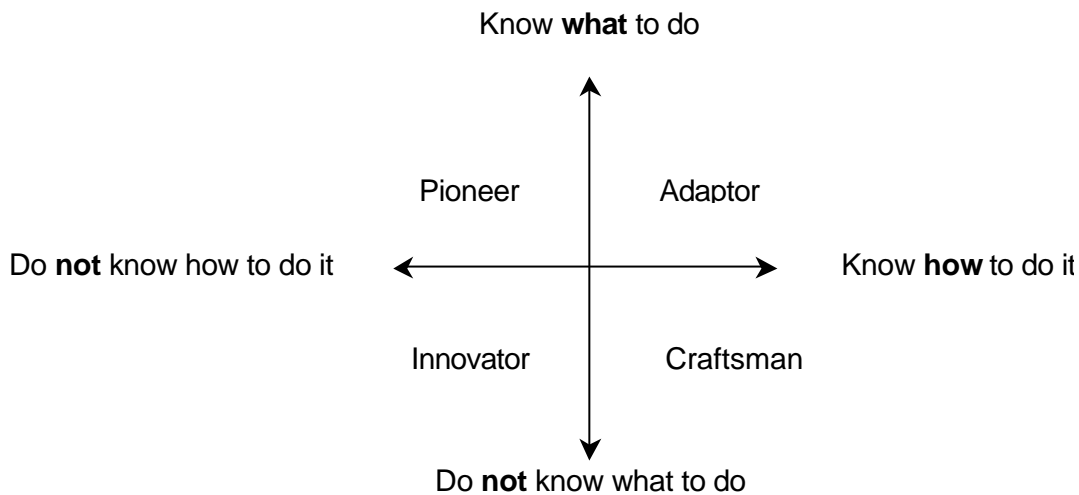 Know what to do
Pioneer Adaptor
Do not know how to do it Know how to do it
Innovator Craftsman
Do not know what to do